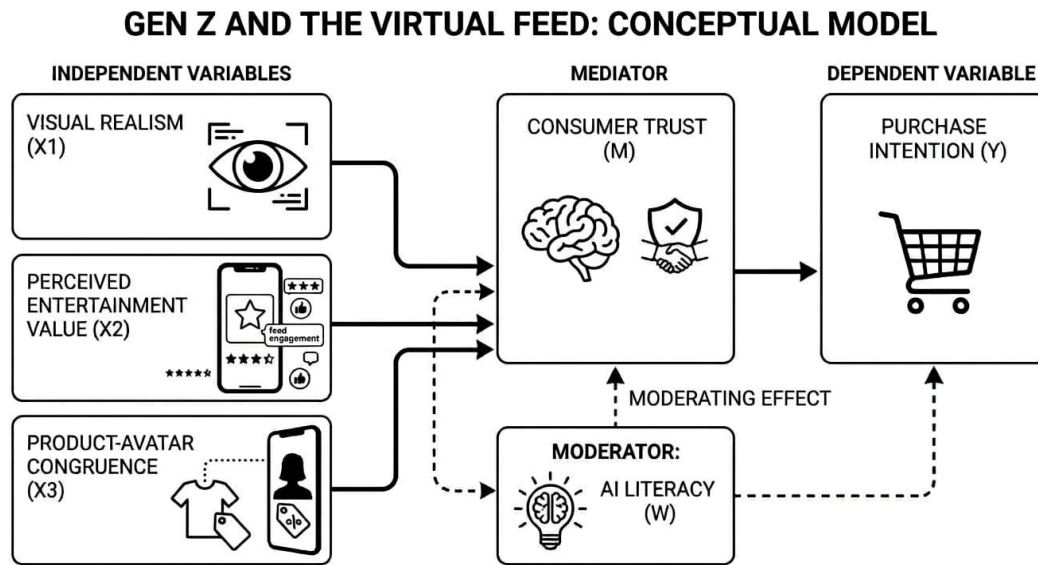 GEN Z AND THE VIRTUAL FEED: CONCEPTUAL MODEL
INDEPENDENT VARIABLES
MEDIATOR
DEPENDENT VARIABLE
VISUAL REALISM
(X1)
CONSUMER TRUST
(M)
PURCHASE
INTENTION (Y)
PERCEIVED
ENTERTAINMENT
VALUE (X2)
feed
engagement
PRODUCT-AVATAR
CONGRUENCE
(X3)
%
MODERATING EFFECT
MODERATOR:
AI LITERACY
(W)